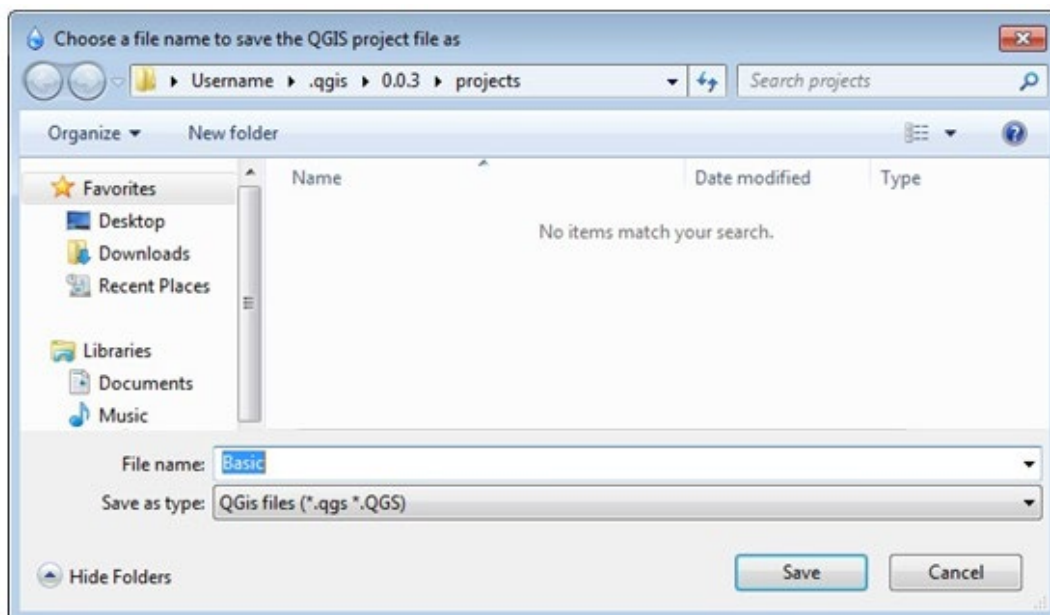 Choose a file name to save the QGIS project file as
Username .qgis 0.0.3 projects Search projects
Organize New folder
Favorites
Desktop
Downloads
Recent Places
Libraries
Documents
Music
Name Date modified Type
No items match your search.
File name: Basic
Save as type: QGis files (*.qgs *.QGS)
Hide Folders Save Cancel